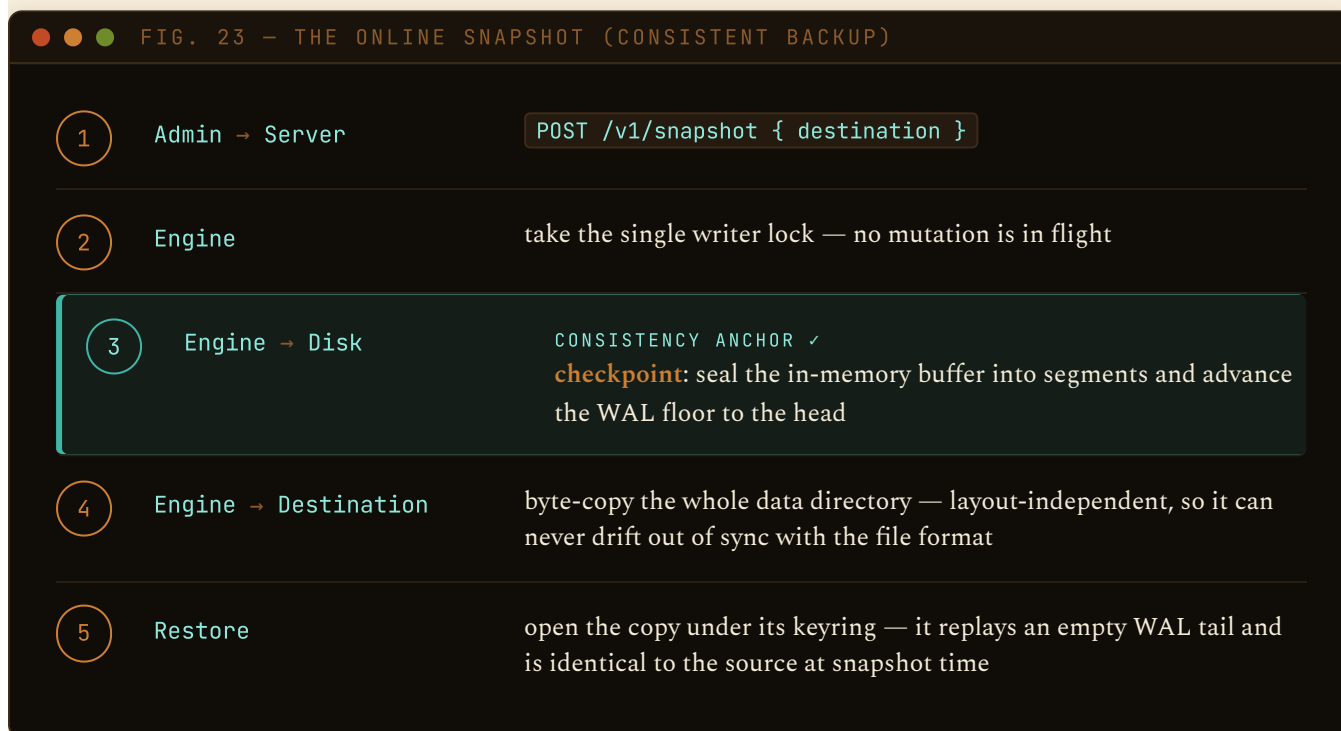 FIG. 23 — THE ONLINE SNAPSHOT (CONSISTENT BACKUP)
1 Admin → Server POST /v1/snapshot { destination }
2 Engine take the single writer lock — no mutation is in flight
3 Engine → Disk CONSISTENCY ANCHOR ✓
checkpoint: seal the in-memory buffer into segments and advance
the WAL floor to the head
4 Engine → Destination byte-copy the whole data directory — layout-independent, so it can
never drift out of sync with the file format
5 Restore open the copy under its keyring — it replays an empty WAL tail and
is identical to the source at snapshot time